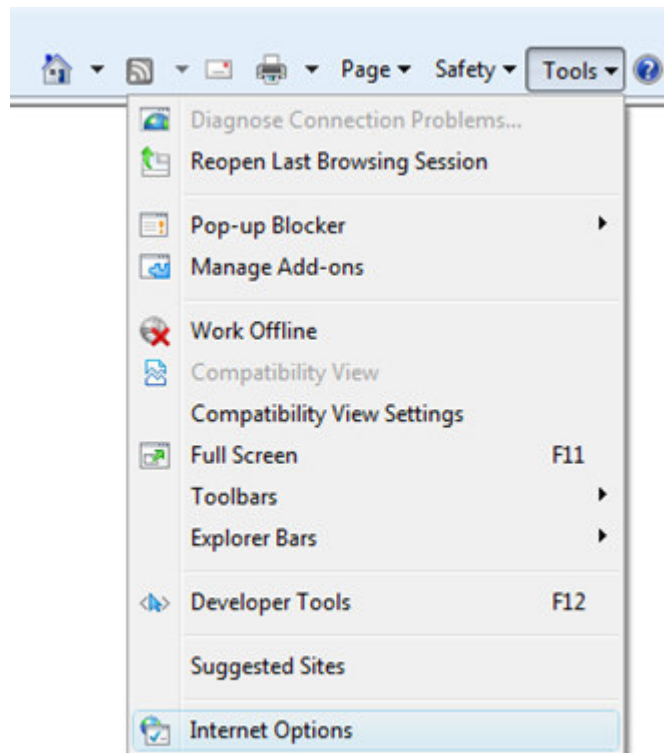 Page Safety Tools
Diagnose Connection Problems...
Reopen Last Browsing Session
Pop-up Blocker
Manage Add-ons
Work Offline
Compatibility View
Compatibility View Settings
Full Screen F11
Toolbars
Explorer Bars
Developer Tools F12
Suggested Sites
Internet Options